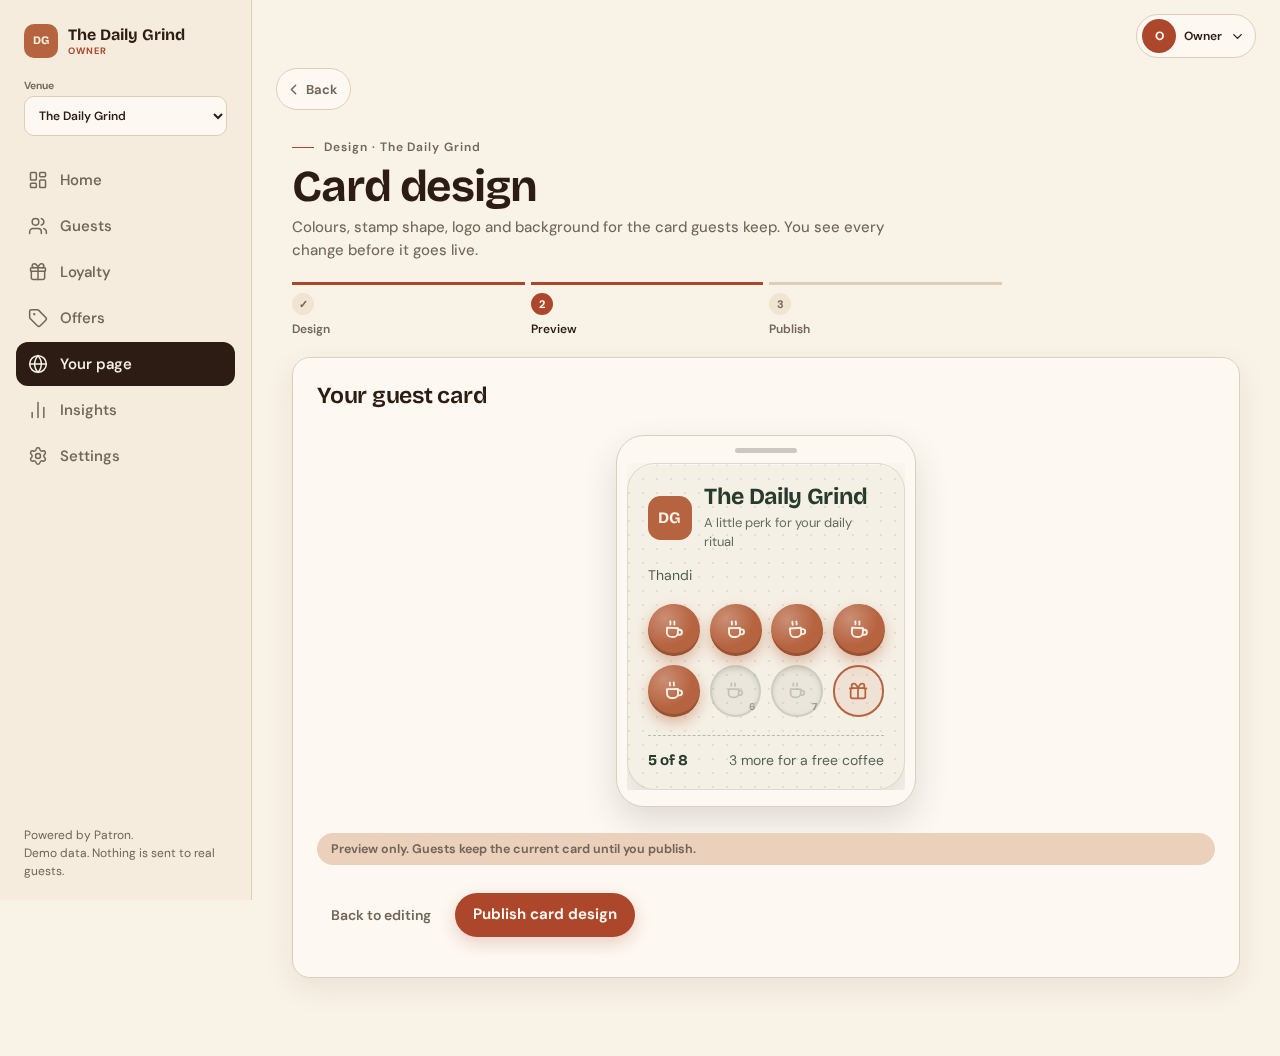 DG
The Daily Grind
OWNER
Venue
The Daily Grind
Home
Guests
Loyalty
Offers
Your page
Insights
Settings
Powered by Patron.
Demo data. Nothing is sent to real
guests.
O
Owner
Back
Design · The Daily Grind
Card design
Colours, stamp shape, logo and background for the card guests keep. You see every
change before it goes live.
✓
Design
2
Preview
3
Publish
Your guest card
DG
The Daily Grind
A little perk for your daily
ritual
Thandi
6
7
5 of 8
3 more for a free coffee
Preview only. Guests keep the current card until you publish.
Back to editing
Publish card design